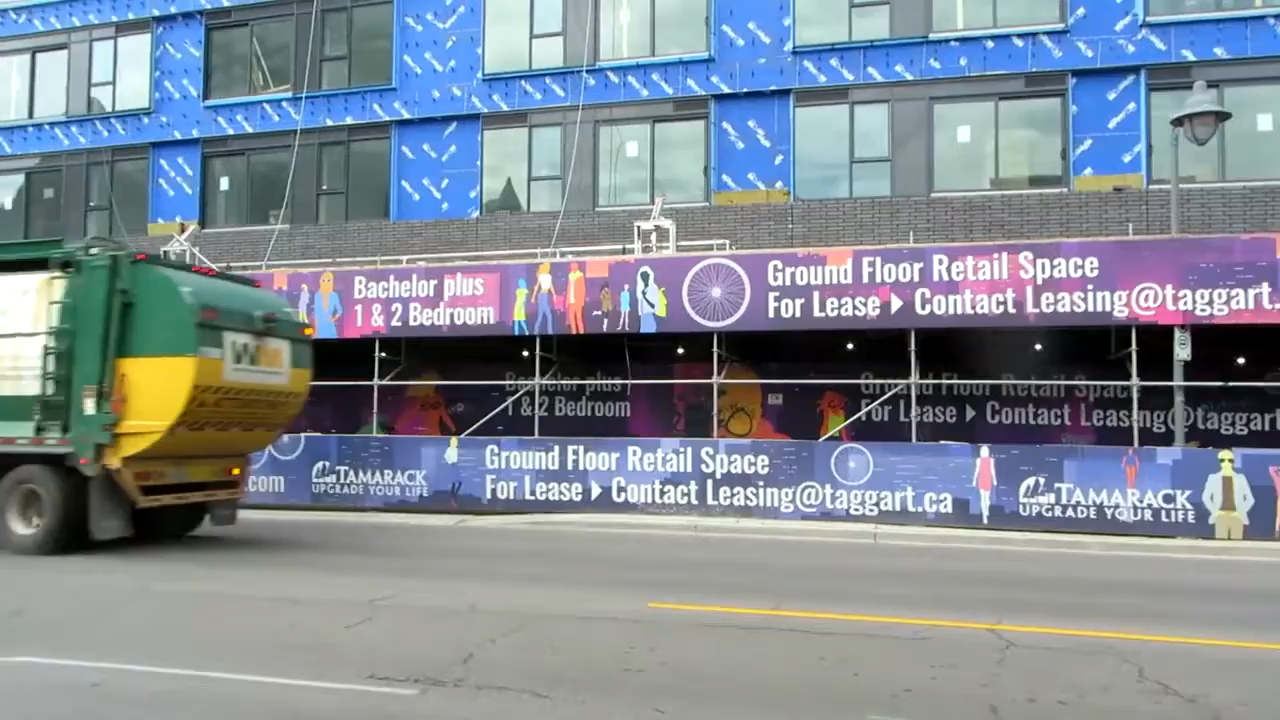 Bachelor plus
1 & 2 Bedroom
Ground Floor Retail Space
For Lease Contact Leasing@taggart.
WM
Bachelor plus
1 & 2 Bedroom
Ground Floor Retail Space
For Lease Contact Leasing@taggart
.com
TAMARACK
UPGRADE YOUR LIFE
Ground Floor Retail Space
For Lease Contact Leasing@taggart.ca
TAMARACK
UPGRADE YOUR LIFE